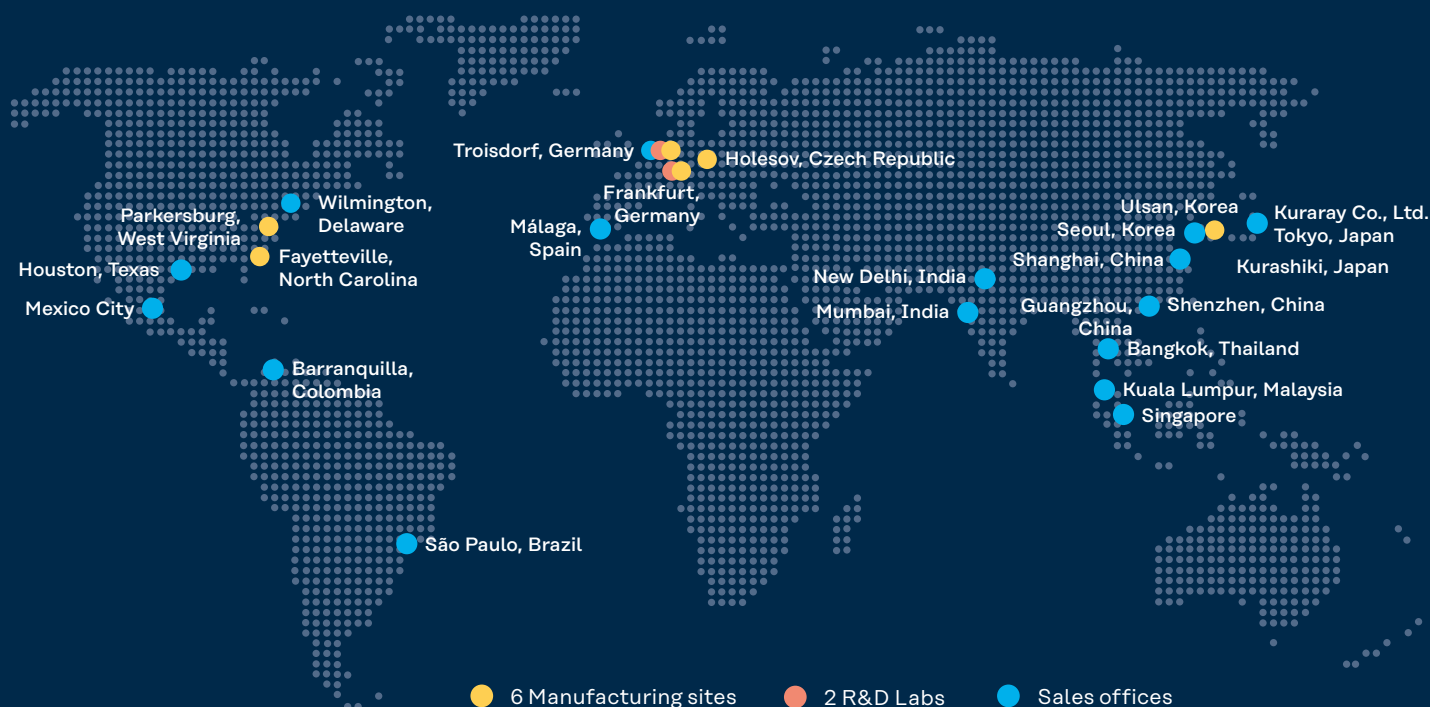 Troisdorf, Germany
Holesov, Czech Republic
Frankfurt,
Germany
Málaga,
Spain
Wilmington,
Delaware
Parkersburg,
West Virginia
Fayetteville,
North Carolina
Houston, Texas
Mexico City
Barranquilla,
Colombia
São Paulo, Brazil
Ulsan, Korea
Seoul, Korea
Kuraray Co., Ltd.
Tokyo, Japan
Kurashiki, Japan
Shanghai, China
New Delhi, India
Mumbai, India
Guangzhou,
China
Shenzhen, China
Bangkok, Thailand
Kuala Lumpur, Malaysia
Singapore
6 Manufacturing sites
2 R&D Labs
Sales offices